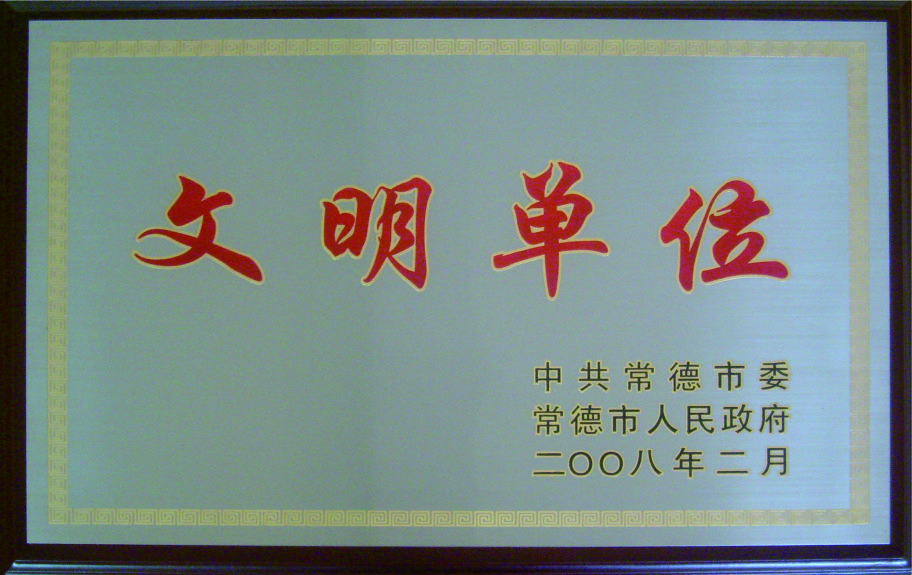 文明单位
中共常德市委
常德市人民政府
二〇〇八年二月